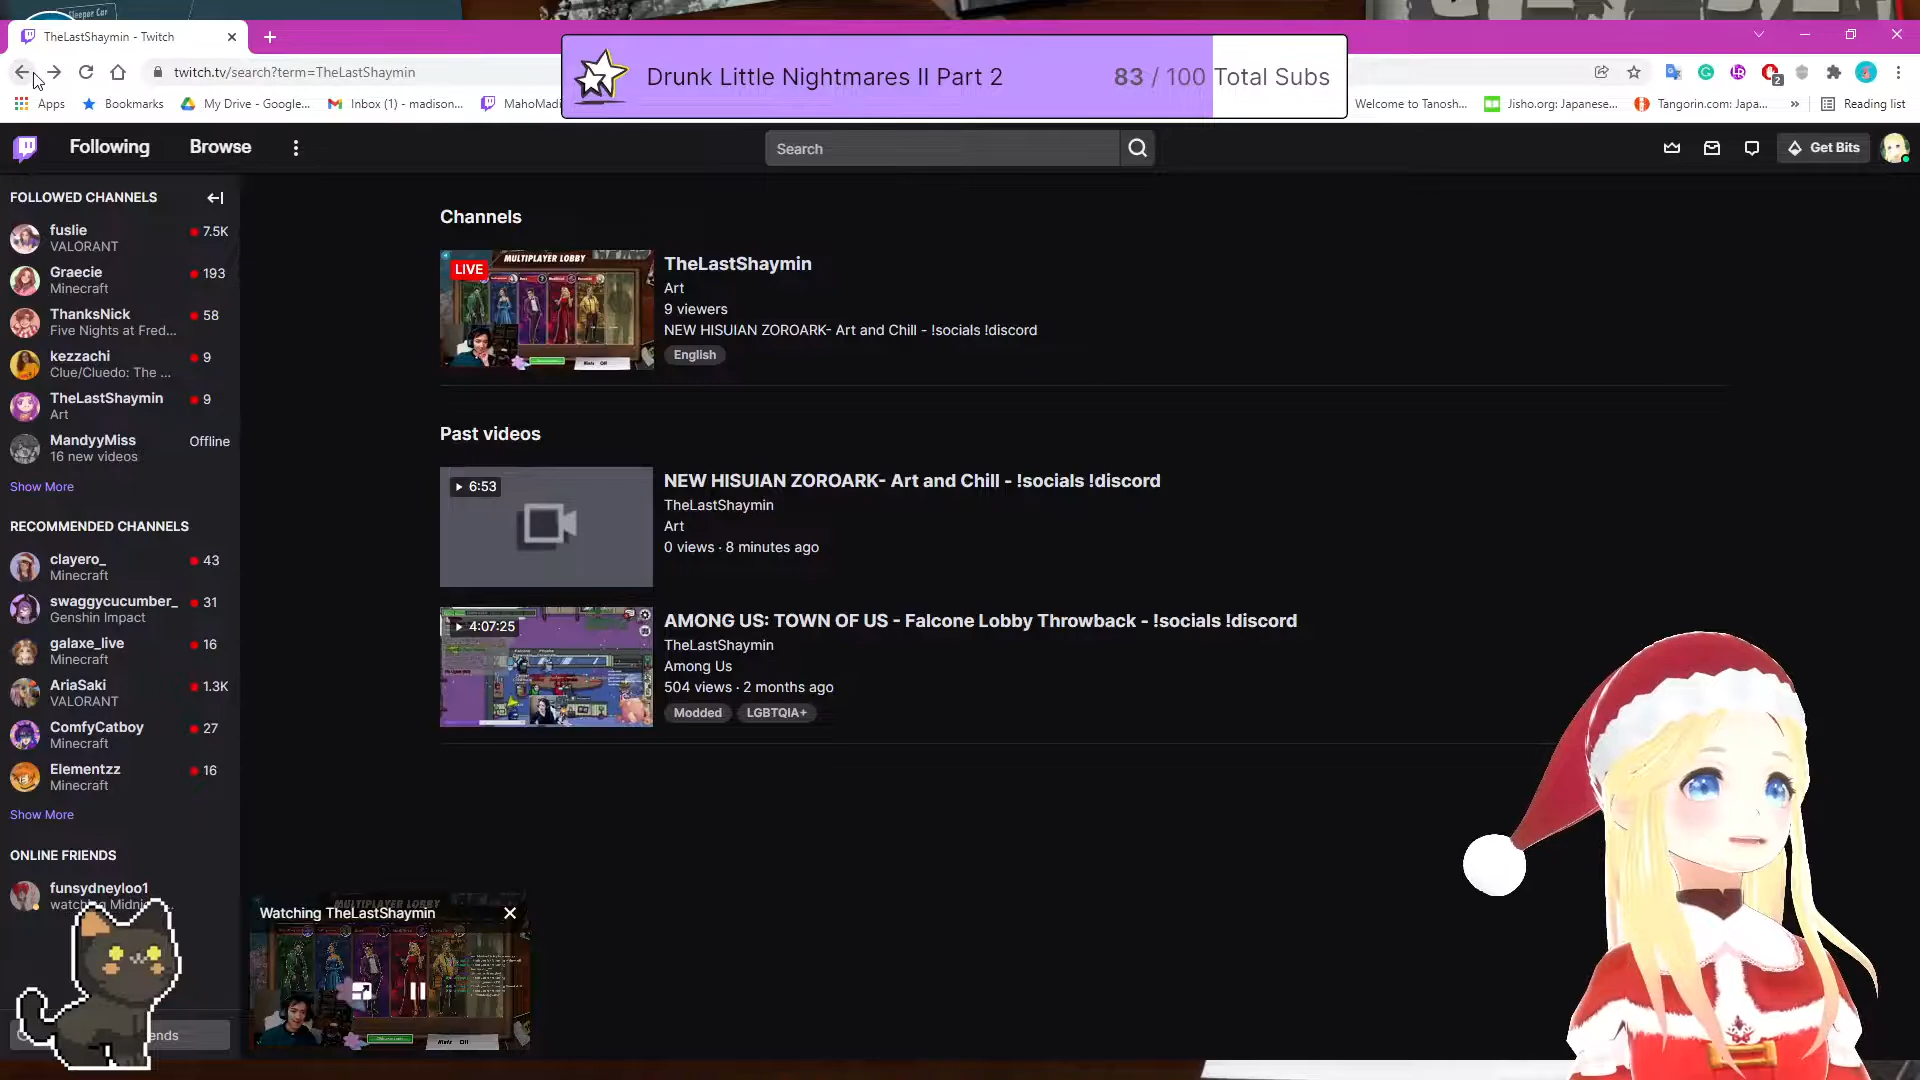 Sleeper Car
TheLastShaymin - Twitch
twitch.tv/search?term=TheLastShaymin
Drunk Little Nightmares II Part 2
83 / 100 Total Subs
2
Apps
Bookmarks
My Drive - Google...
Inbox (1) - madison...
MahoMadi
Welcome to Tanosh...
Jisho.org: Japanese...
Tangorin.com: Japa...
»
Reading list
Following
Browse
Search
Get Bits
FOLLOWED CHANNELS
fuslie
7.5K
VALORANT
Graecie
193
Minecraft
ThanksNick
58
Five Nights at Fred...
kezzachi
9
Clue/Cluedo: The ...
TheLastShaymin
9
Art
MandyyMiss
Offline
16 new videos
Show More
RECOMMENDED CHANNELS
clayero_
43
Minecraft
swaggycucumber_
31
Genshin Impact
galaxe_live
16
Minecraft
AriaSaki
1.3K
VALORANT
ComfyCatboy
27
Minecraft
Elementzz
16
Minecraft
Show More
ONLINE FRIENDS
funsydneyloo1
ends
Channels
LIVE
MULTIPLAYER LOBBY
TheLastShaymin
Art
9 viewers
NEW HISUIAN ZOROARK- Art and Chill - !socials !discord
English
Past videos
6:53
NEW HISUIAN ZOROARK- Art and Chill - !socials !discord
TheLastShaymin
Art
0 views · 8 minutes ago
4:07:25
AMONG US: TOWN OF US - Falcone Lobby Throwback - !socials !discord
TheLastShaymin
Among Us
504 views · 2 months ago
Modded
LGBTQIA+
MULTIPLAYER LOBBY
Watching TheLastShaymin